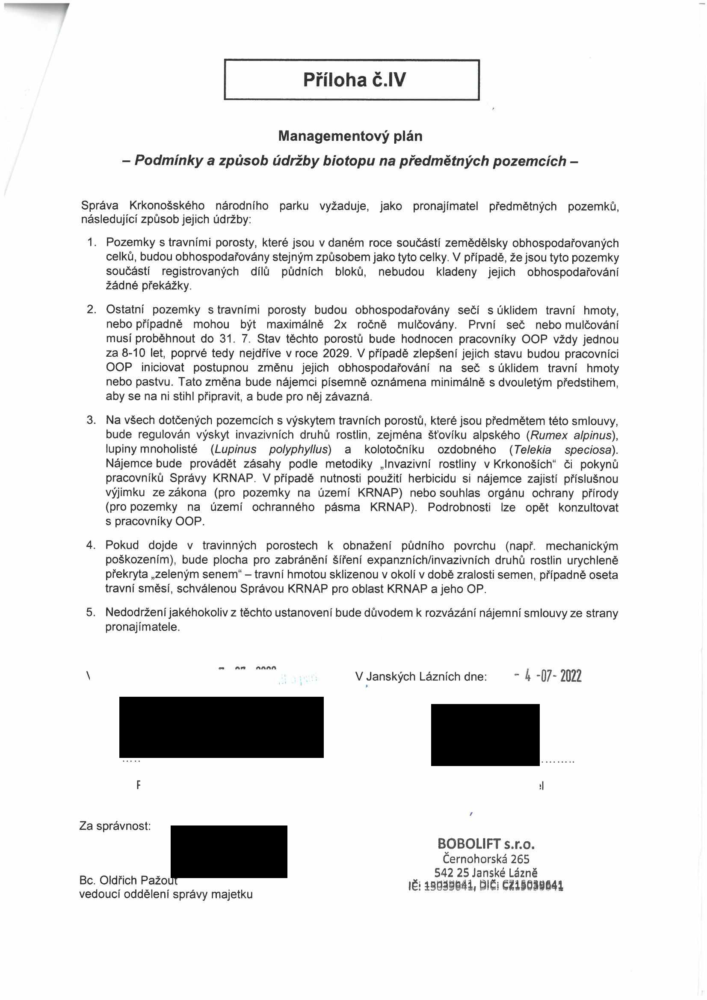 Příloha č.IV
Managementový plán
– Podmínky a způsob údržby biotopu na předmětných pozemcích –
Správa Krkonošského národního parku vyžaduje, jako pronajímatel předmětných pozemků,
následující způsob jejich údržby:
1. Pozemky s travními porosty, které jsou v daném roce součástí zemědělsky obhospodařovaných
celků, budou obhospodařovány stejným způsobem jako tyto celky. V případě, že jsou tyto pozemky
součástí registrovaných dílů půdních bloků, nebudou kladeny jejich obhospodařování
žádné překážky.
2. Ostatní pozemky s travními porosty budou obhospodařovány sečí s úklidem travní hmoty,
nebo případně mohou být maximálně 2x ročně mulčovány. První seč nebo mulčování
musí proběhnout do 31. 7. Stav těchto porostů bude hodnocen pracovníky OOP vždy jednou
za 8-10 let, poprvé tedy nejdříve v roce 2029. V případě zlepšení jejich stavu budou pracovníci
OOP iniciovat postupnou změnu jejich obhospodařování na seč s úklidem travní hmoty
nebo pastvu. Tato změna bude nájemci písemně oznámena minimálně s dvouletým předstihem,
aby se na ni stihl připravit, a bude pro něj závazná.
3. Na všech dotčených pozemcích s výskytem travních porostů, které jsou předmětem této smlouvy,
bude regulován výskyt invazivních druhů rostlin, zejména šťovíku alpského (Rumex alpinus),
lupiny mnoholisté (Lupinus polyphyllus) a kolotočníku ozdobného (Telekia speciosa).
Nájemce bude provádět zásahy podle metodiky „Invazivní rostliny v Krkonoších“ či pokynů
pracovníků Správy KRNAP. V případě nutnosti použití herbicidu si nájemce zajistí příslušnou
výjimku ze zákona (pro pozemky na území KRNAP) nebo souhlas orgánu ochrany přírody
(pro pozemky na území ochranného pásma KRNAP). Podrobnosti lze opět konzultovat
s pracovníky OOP.
4. Pokud dojde v travinných porostech k obnažení půdního povrchu (např. mechanickým
poškozením), bude plocha pro zabránění šíření expanzních/invazivních druhů rostlin urychleně
překryta „zeleným senem“ – travní hmotou sklizenou v okolí v době zralosti semen, případně oseta
travní směsí, schválenou Správou KRNAP pro oblast KRNAP a jeho OP.
5. Nedodržení jakéhokoliv z těchto ustanovení bude důvodem k rozvázání nájemní smlouvy ze strany
pronajímatele.
V Janských Lázních dne: - 4 -07- 2022
Za správnost:
Bc. Oldřich Pažout
vedoucí oddělení správy majetku
BOBOLIFT s.r.o.
Černohorská 265
542 25 Janské Lázně
IČ: 15039641, DIČ: CZ15039641